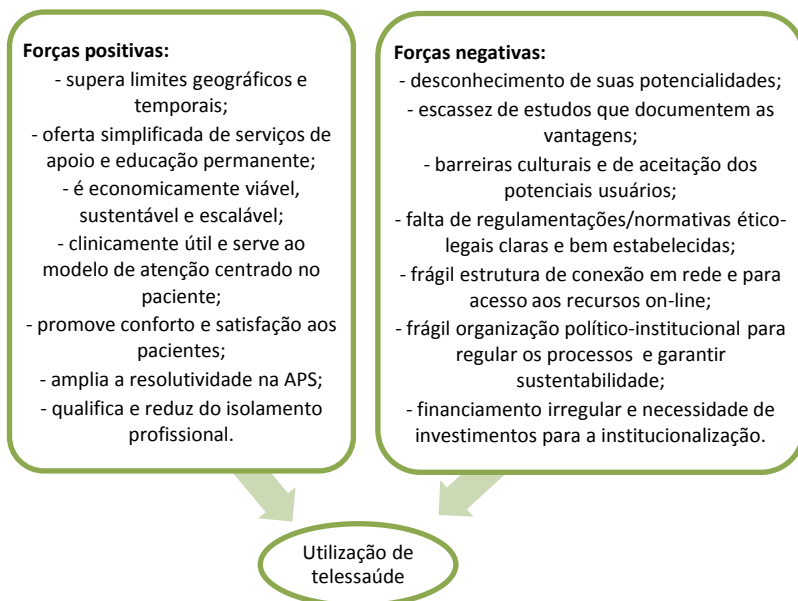 Forças positivas:
- supera limites geográficos e
temporais;
- oferta simplificada de serviços de
apoio e educação permanente;
- é economicamente viável,
sustentável e escalável;
- clinicamente útil e serve ao
modelo de atenção centrado no
paciente;
- promove conforto e satisfação aos
pacientes;
- amplia a resolutividade na APS;
- qualifica e reduz do isolamento
profissional.
Forças negativas:
- desconhecimento de suas potencialidades;
- escassez de estudos que documentem as
vantagens;
- barreiras culturais e de aceitação dos
potenciais usuários;
- falta de regulamentações/normativas ético-
legais claras e bem estabelecidas;
- frágil estrutura de conexão em rede e para
acesso aos recursos on-line;
- frágil organização político-institucional para
regular os processos e garantir
sustentabilidade;
- financiamento irregular e necessidade de
investimentos para a institucionalização.
Utilização de
telessaúde